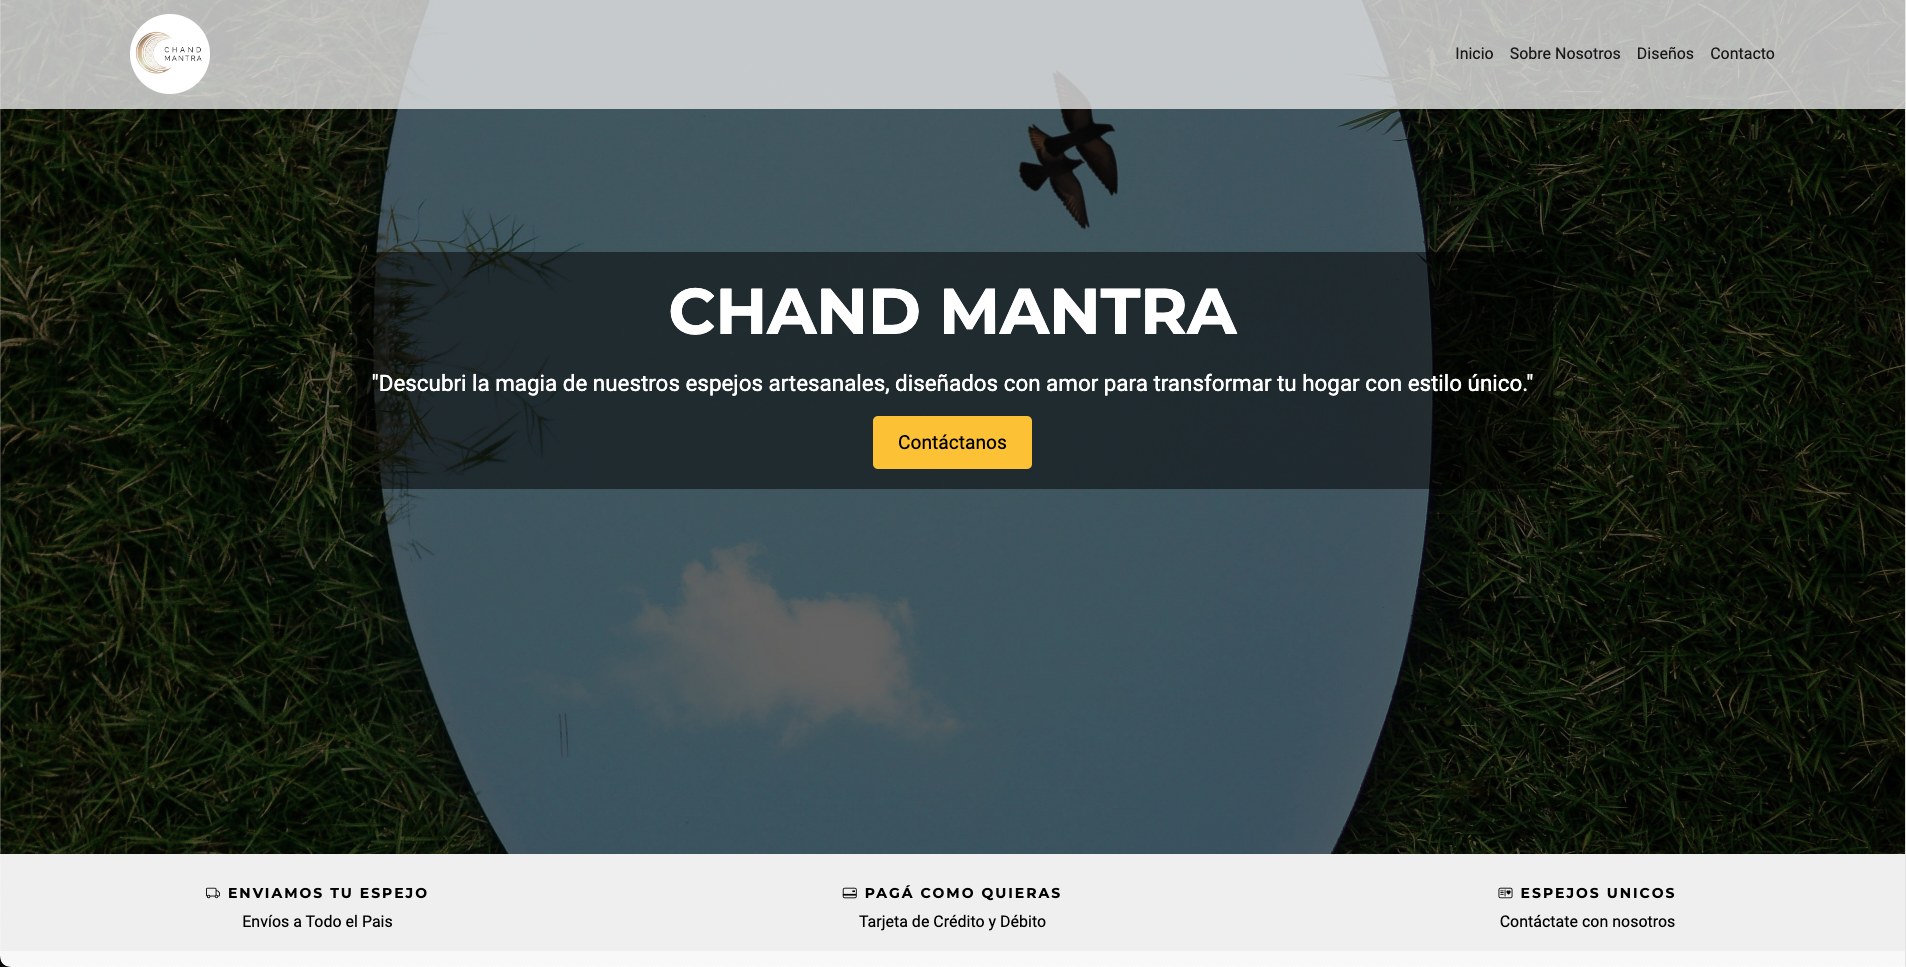 CHAND
MANTRA
Inicio Sobre Nosotros Diseños Contacto
CHAND MANTRA
"Descubri la magia de nuestros espejos artesanales, diseñados con amor para transformar tu hogar con estilo único."
Contáctanos
ENVIAMOS TU ESPEJO
Envíos a Todo el Pais
PAGÁ COMO QUIERAS
Tarjeta de Crédito y Débito
ESPEJOS UNICOS
Contáctate con nosotros